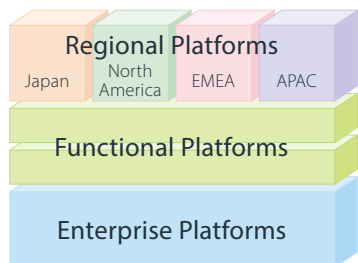 Regional Platforms
Japan
North
America
EMEA
APAC
Functional Platforms
Enterprise Platforms